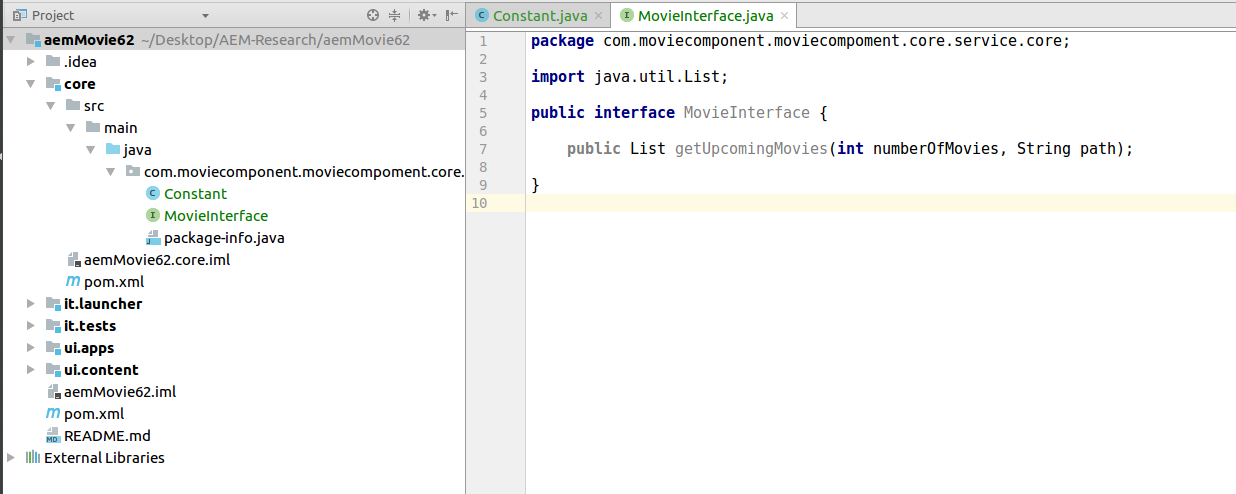 Project
aemMovie62 ~/Desktop/AEM-Research/aemMovie62
.idea
core
src
main
java
com.moviecomponent.moviecompoment.core.
C Constant
I MovieInterface
package-info.java
aemMovie62.core.iml
m pom.xml
it.launcher
it.tests
ui.apps
ui.content
aemMovie62.iml
m pom.xml
MD README.md
External Libraries
C Constant.java I MovieInterface.java
1 package com.moviecomponent.moviecompoment.core.service.core;
2
3 import java.util.List;
4
5 public interface MovieInterface {
6
7 public List getUpcomingMovies(int numberOfMovies, String path);
8
9 }
10